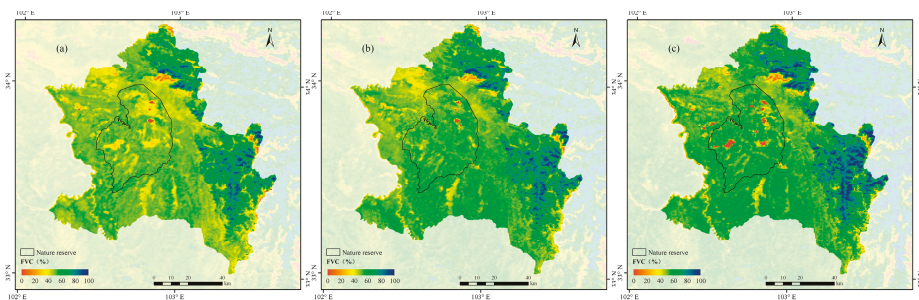 102° E 103° E 102° E 103° E 102° E 103° E
(a) N (b) N (c) N
34° N 34° N 34° N 34° N
33° N 33° N 33° N 33° N
Nature reserve Nature reserve Nature reserve
FVC (%) FVC (%) FVC (%)
0 20 40 60 80 100 0 10 20 40 km 0 20 40 60 80 100 0 10 20 40 km 0 20 40 60 80 100 0 10 20 40 km
102° E 103° E 102° E 103° E 102° E 103° E